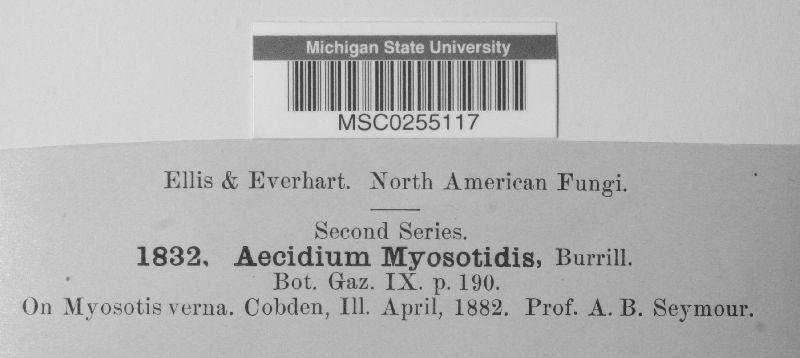 Michigan State University
MSC0255117
Ellis & Everhart. North American Fungi.
Second Series.
1832. Aecidium Myosotidis, Burrill.
Bot. Gaz. IX. p. 190.
On Myosotis verna. Cobden, Ill. April, 1882. Prof. A. B. Seymour.